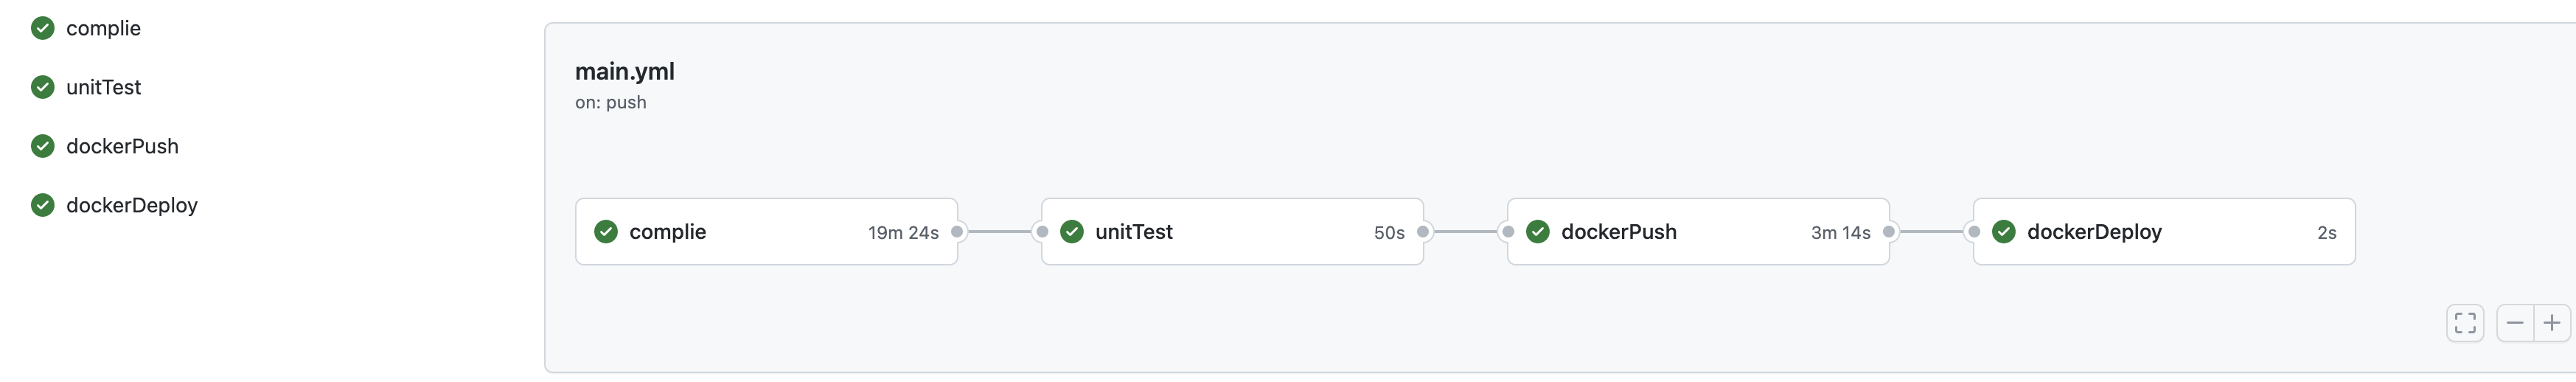 complie
unitTest
dockerPush
dockerDeploy
main.yml
on: push
complie 19m 24s
unitTest 50s
dockerPush 3m 14s
dockerDeploy 2s